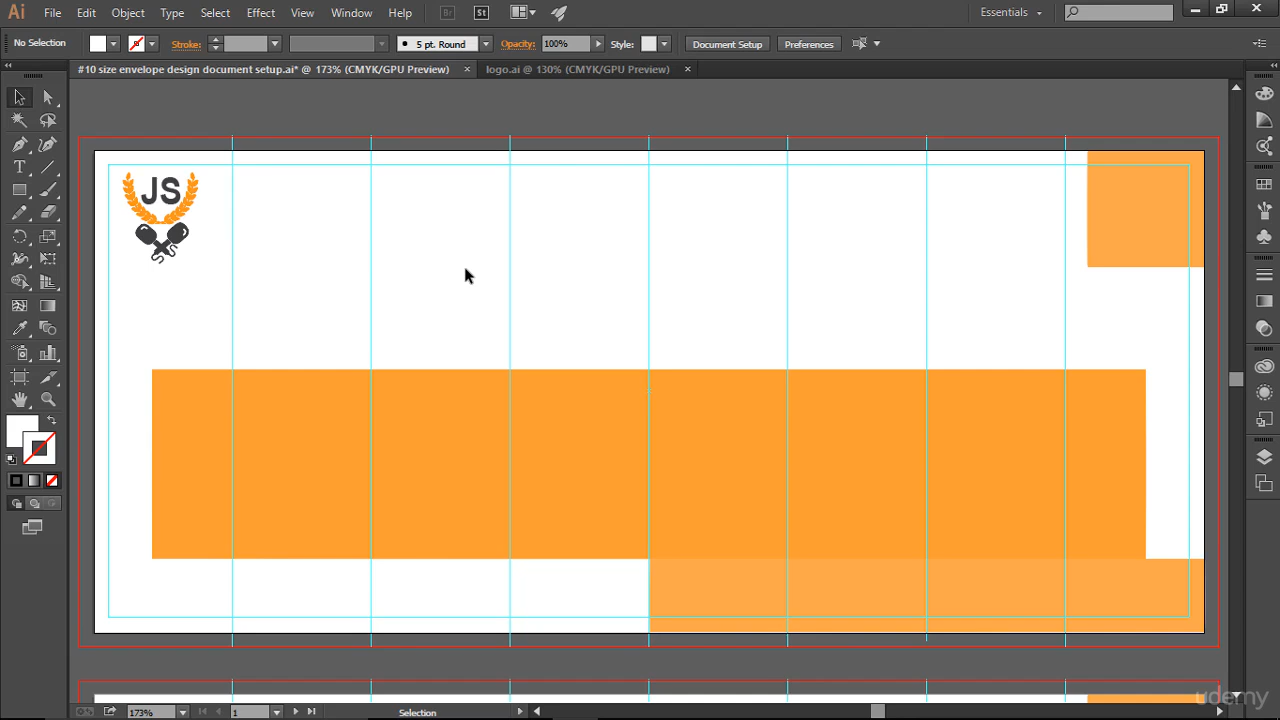 Ai File Edit Object Type Select Effect View Window Help Br St Essentials
No Selection Stroke: 5 pt. Round Opacity: 100% Style: Document Setup Preferences
#10 size envelope design document setup.ai* @ 173% (CMYK/GPU Preview) × logo.ai @ 130% (CMYK/GPU Preview) ×
JS
udemy
173% 1 Selection